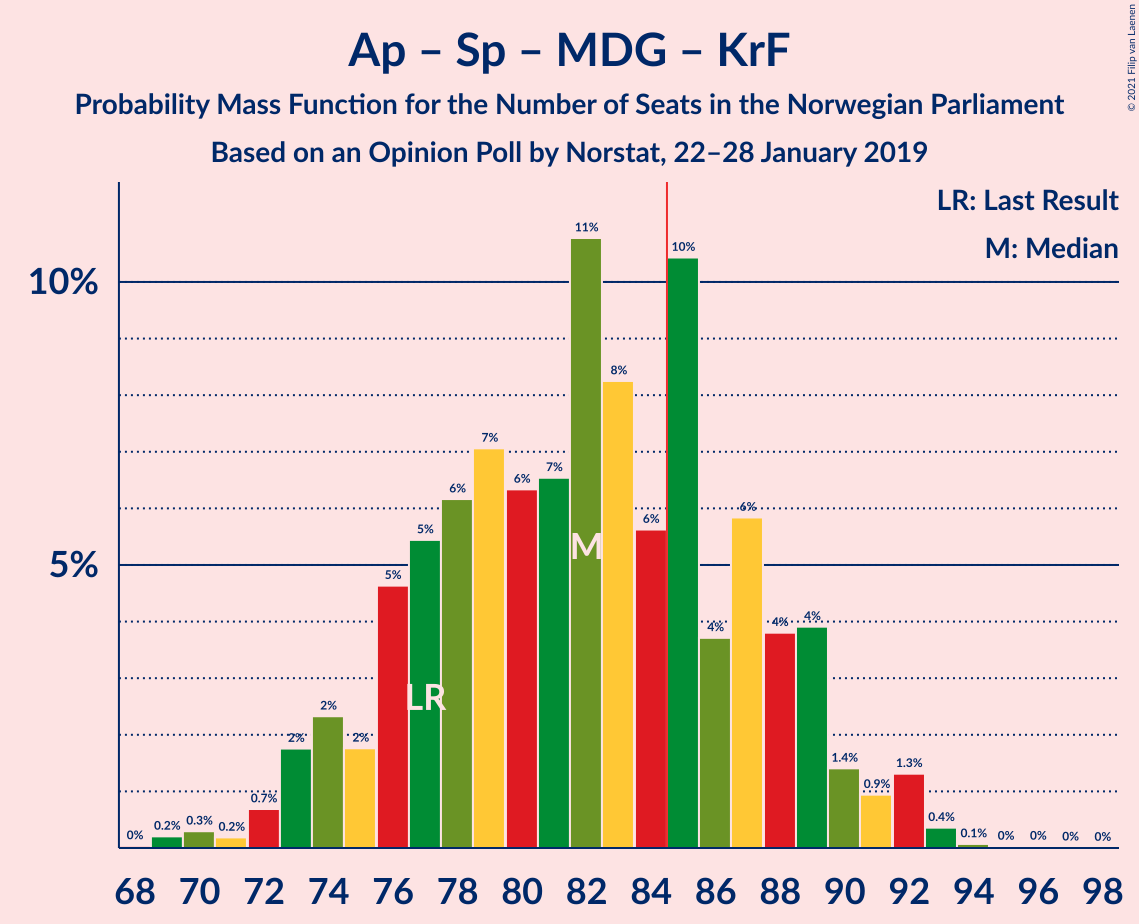 Ap – Sp – MDG – KrF
Probability Mass Function for the Number of Seats in the Norwegian Parliament
Based on an Opinion Poll by Norstat, 22–28 January 2019
© 2021 Filip van Laenen
LR: Last Result
M: Median
10%
5%
0% 0.2% 0.3% 0.2% 0.7% 2% 2% 2% 5% 5% 6% 7% 6% 7% 11% 8% 6% 10% 4% 6% 4% 4% 1.4% 0.9% 1.3% 0.4% 0.1% 0% 0% 0% 0%
M
LR
68 70 72 74 76 78 80 82 84 86 88 90 92 94 96 98